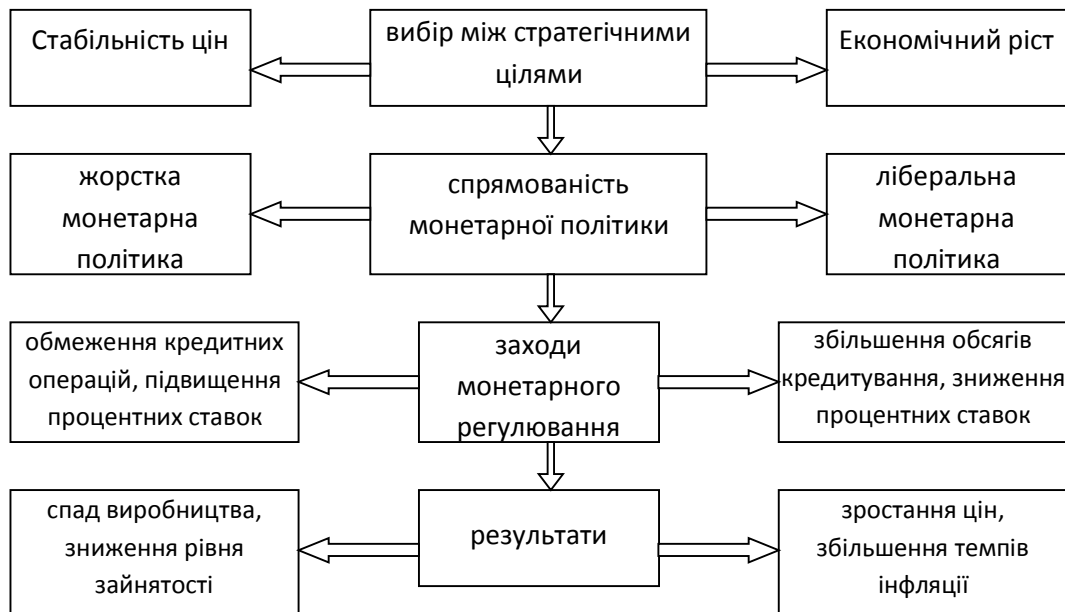 Стабільність цін
вибір між стратегічними
цілями
Економічний ріст
жорстка
монетарна
політика
спрямованість
монетарної політики
ліберальна
монетарна
політика
обмеження кредитних
операцій, підвищення
процентних ставок
заходи
монетарного
регулювання
збільшення обсягів
кредитування, зниження
процентних ставок
спад виробництва,
зниження рівня
зайнятості
результати
зростання цін,
збільшення темпів
інфляції